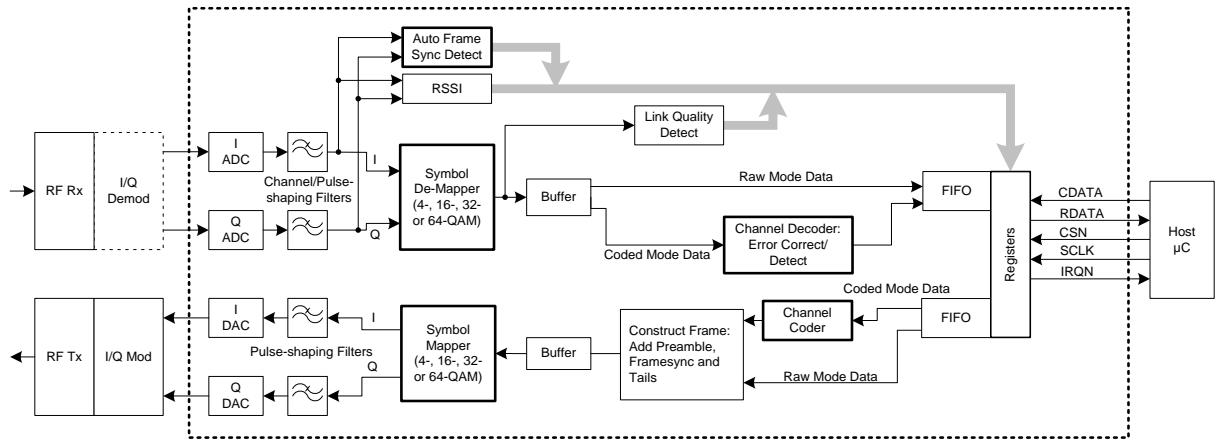 Auto Frame
Sync Detect
RSSI
Link Quality
Detect
RF Rx
I/Q
Demod
I
ADC
Channel/Pulse-
shaping Filters
Q
ADC
I
Q
Symbol
De-Mapper
(4-, 16-, 32-
or 64-QAM)
Buffer
Raw Mode Data
Coded Mode Data
Channel Decoder:
Error Correct/
Detect
FIFO
Registers
CDATA
RDATA
CSN
SCLK
IRQN
Host
µC
RF Tx
I/Q Mod
I
DAC
Pulse-shaping Filters
Q
DAC
I
Q
Symbol
Mapper
(4-, 16-, 32-
or 64-QAM)
Buffer
Construct Frame:
Add Preamble,
Framesync and
Tails
Channel
Coder
Coded Mode Data
Raw Mode Data
FIFO